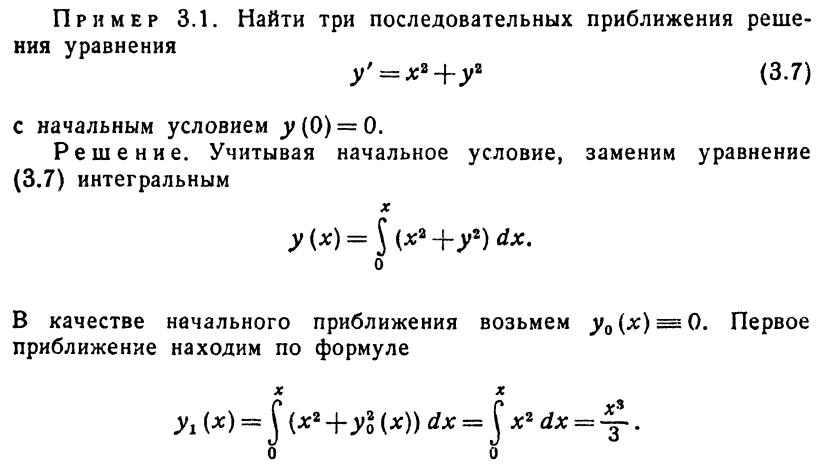 Пример 3.1. Найти три последовательных приближения реше-
ния уравнения
y′ = x² + y² (3.7)
с начальным условием y (0) = 0.
Решение. Учитывая начальное условие, заменим уравнение
(3.7) интегральным
y (x) = ∫₀ˣ (x² + y²) dx.
В качестве начального приближения возьмем y₀ (x) ≡ 0. Первое
приближение находим по формуле
y₁ (x) = ∫₀ˣ (x² + y₀² (x)) dx = ∫₀ˣ x² dx = x³/3 .